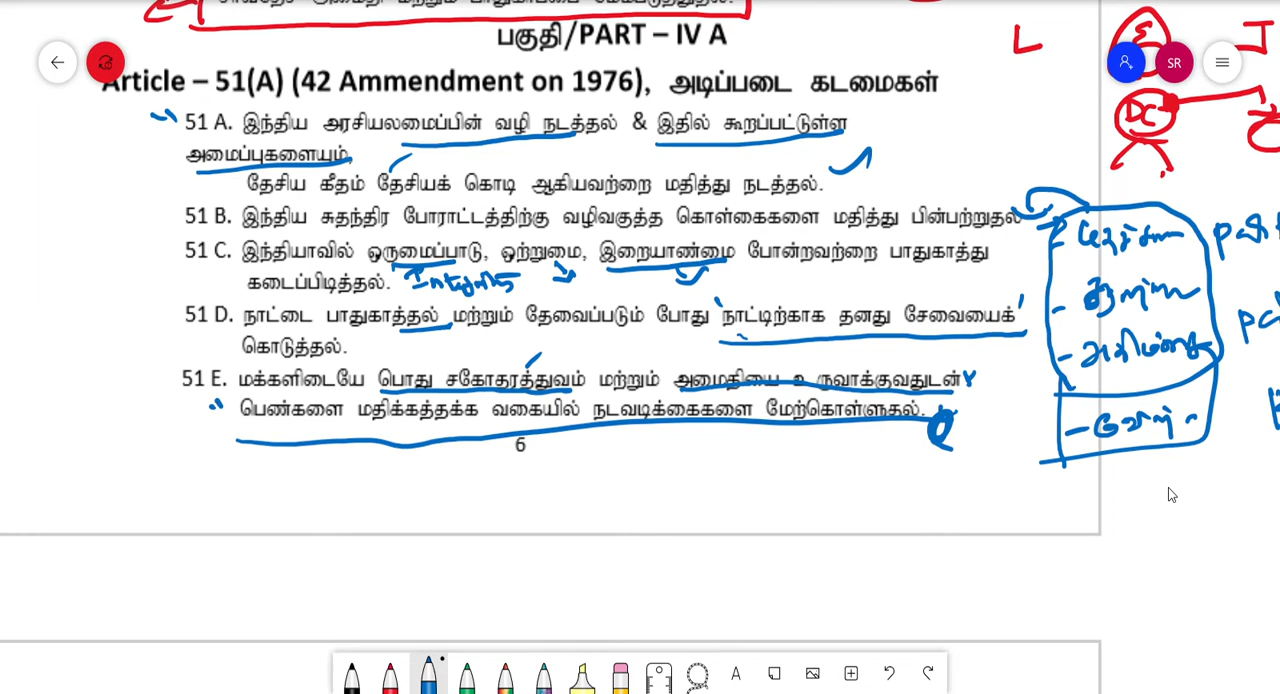 பகுதி/PART – IV A
Article – 51(A) (42 Ammendment on 1976), அடிப்படை கடமைகள்
51 A. இந்திய அரசியலமைப்பின் வழி நடத்தல் & இதில் கூறப்பட்டுள்ள
அமைப்புகளையும்,
தேசிய கீதம் தேசியக் கொடி ஆகியவற்றை மதித்து நடத்தல்.
51 B. இந்திய சுதந்திர போராட்டத்திற்கு வழிவகுத்த கொள்கைகளை மதித்து பின்பற்றுதல்
51 C. இந்தியாவில் ஒருமைப்பாடு, ஒற்றுமை, இறையாண்மை போன்றவற்றை பாதுகாத்து
கடைப்பிடித்தல்.
51 D. நாட்டை பாதுகாத்தல் மற்றும் தேவைப்படும் போது நாட்டிற்காக தனது சேவையைக்
கொடுத்தல்.
51 E. மக்களிடையே பொது சகோதரத்துவம் மற்றும் அமைதியை உருவாக்குவதுடன்
பெண்களை மதிக்கத்தக்க வகையில் நடவடிக்கைகளை மேற்கொள்ளுதல்.
6
L
DC
SR
A